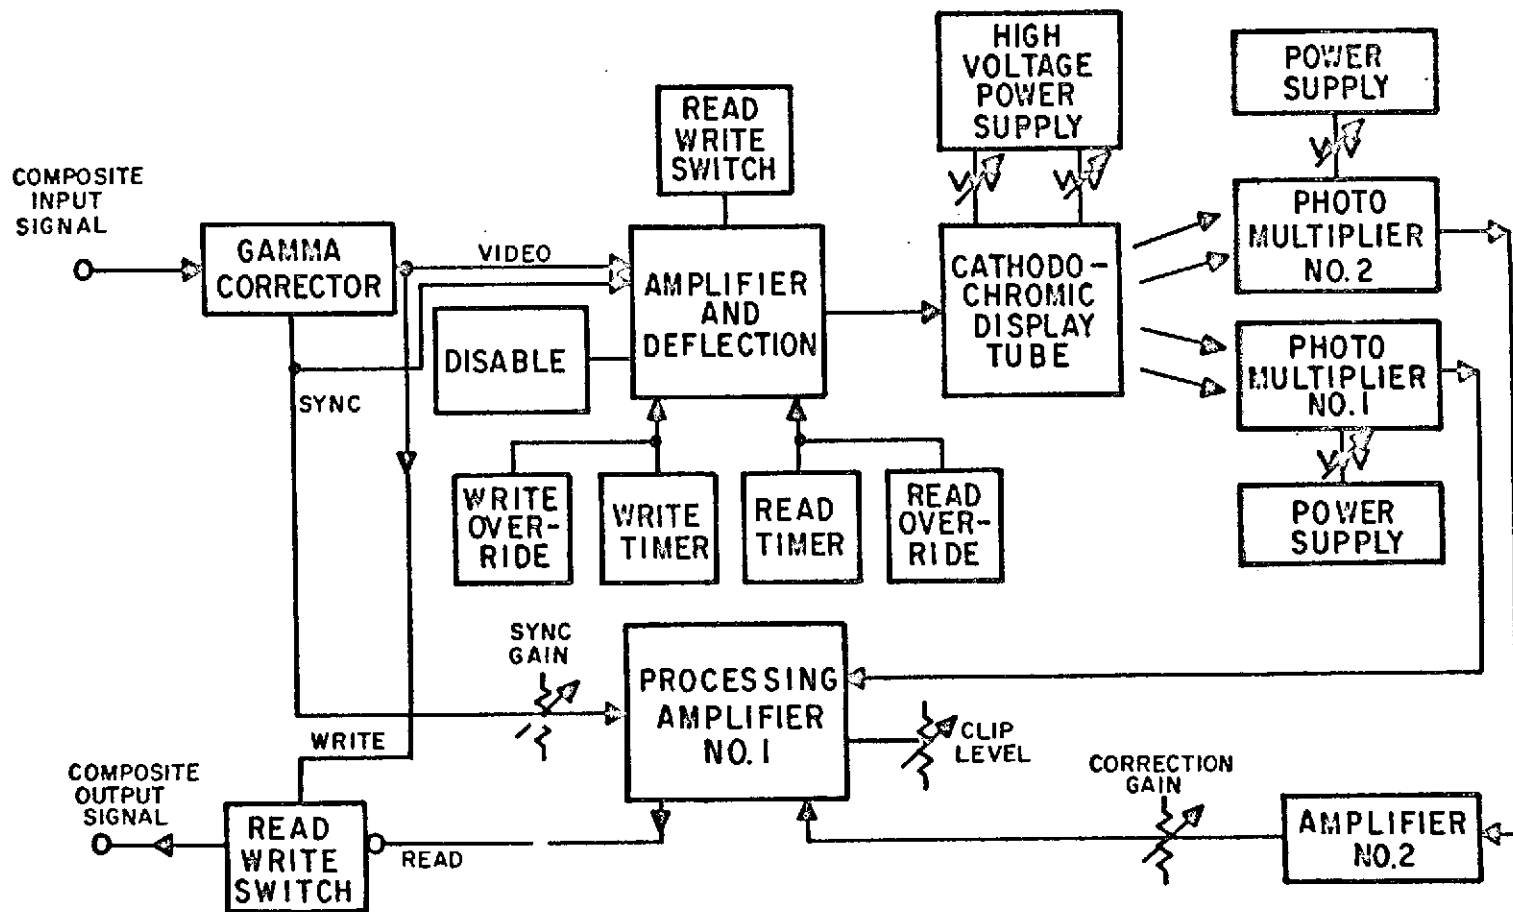 HIGH
VOLTAGE
POWER
SUPPLY
POWER
SUPPLY
READ
WRITE
SWITCH
COMPOSITE
INPUT
SIGNAL
GAMMA
CORRECTOR
VIDEO
AMPLIFIER
AND
DEFLECTION
CATHODO-
CHROMIC
DISPLAY
TUBE
PHOTO
MULTIPLIER
NO.2
DISABLE
PHOTO
MULTIPLIER
NO.1
SYNC
WRITE
OVER-
RIDE
WRITE
TIMER
READ
TIMER
READ
OVER-
RIDE
POWER
SUPPLY
SYNC
GAIN
PROCESSING
AMPLIFIER
NO.1
CLIP
LEVEL
WRITE
COMPOSITE
OUTPUT
SIGNAL
READ
WRITE
SWITCH
READ
CORRECTION
GAIN
AMPLIFIER
NO.2